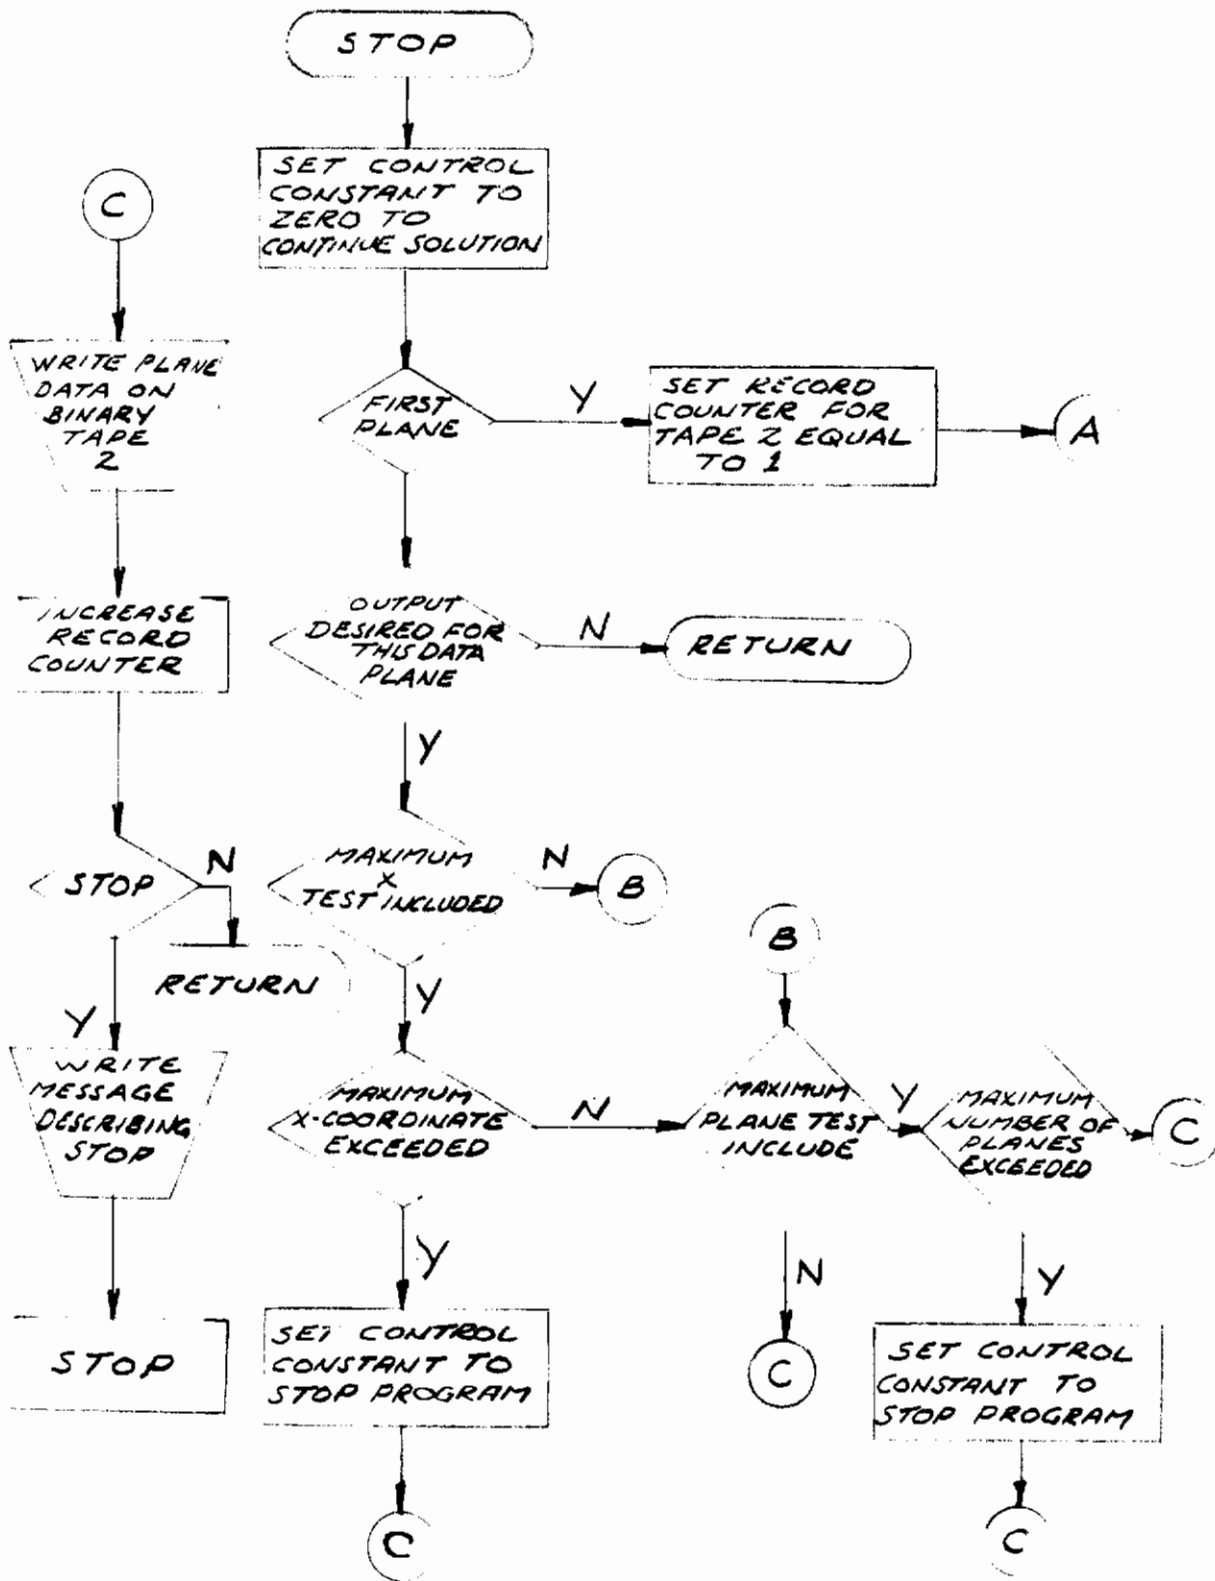 STOP
SET CONTROL
CONSTANT TO
ZERO TO
CONTINUE SOLUTION
C
WRITE PLANE
DATA ON
BINARY
TAPE
2
FIRST
PLANE
Y
SET RECORD
COUNTER FOR
TAPE 2 EQUAL
TO 1
A
INCREASE
RECORD
COUNTER
OUTPUT
DESIRED FOR
THIS DATA
PLANE
N
RETURN
Y
STOP
N
RETURN
Y
MAXIMUM
X
TEST INCLUDED
N
B
Y
B
WRITE
MESSAGE
DESCRIBING
STOP
MAXIMUM
X-COORDINATE
EXCEEDED
N
MAXIMUM
PLANE TEST
INCLUDE
Y
MAXIMUM
NUMBER OF
PLANES
EXCEEDED
C
Y
N
Y
STOP
SET CONTROL
CONSTANT TO
STOP PROGRAM
C
SET CONTROL
CONSTANT TO
STOP PROGRAM
C
C